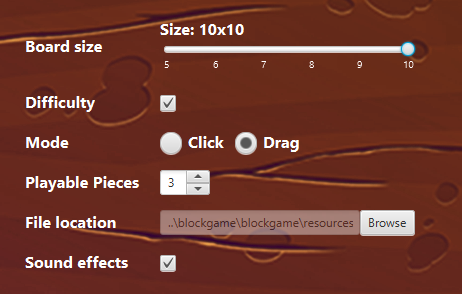 Size: 10x10
Board size
5 6 7 8 9 10
Difficulty
Mode Click Drag
Playable Pieces 3
File location ..\blockgame\blockgame\resources Browse
Sound effects